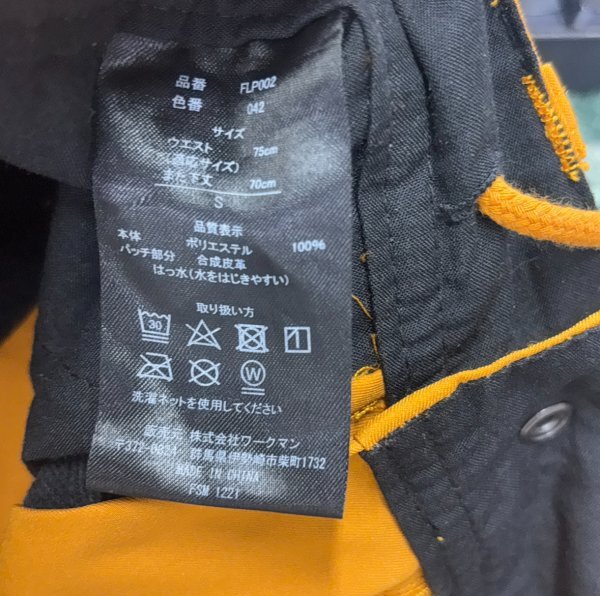 品番 FLP002
色番 042
サイズ
ウエスト 75cm
(適応サイズ)
また下丈 70cm
S
品質表示
本体 ポリエステル 100%
パッチ部分 合成皮革
はっ水(水をはじきやすい)
取り扱い方
30
W
洗濯ネットを使用してください
販売元 株式会社ワークマン
群馬県伊勢崎市柴町1732
MADE IN CHINA
FSM 1221